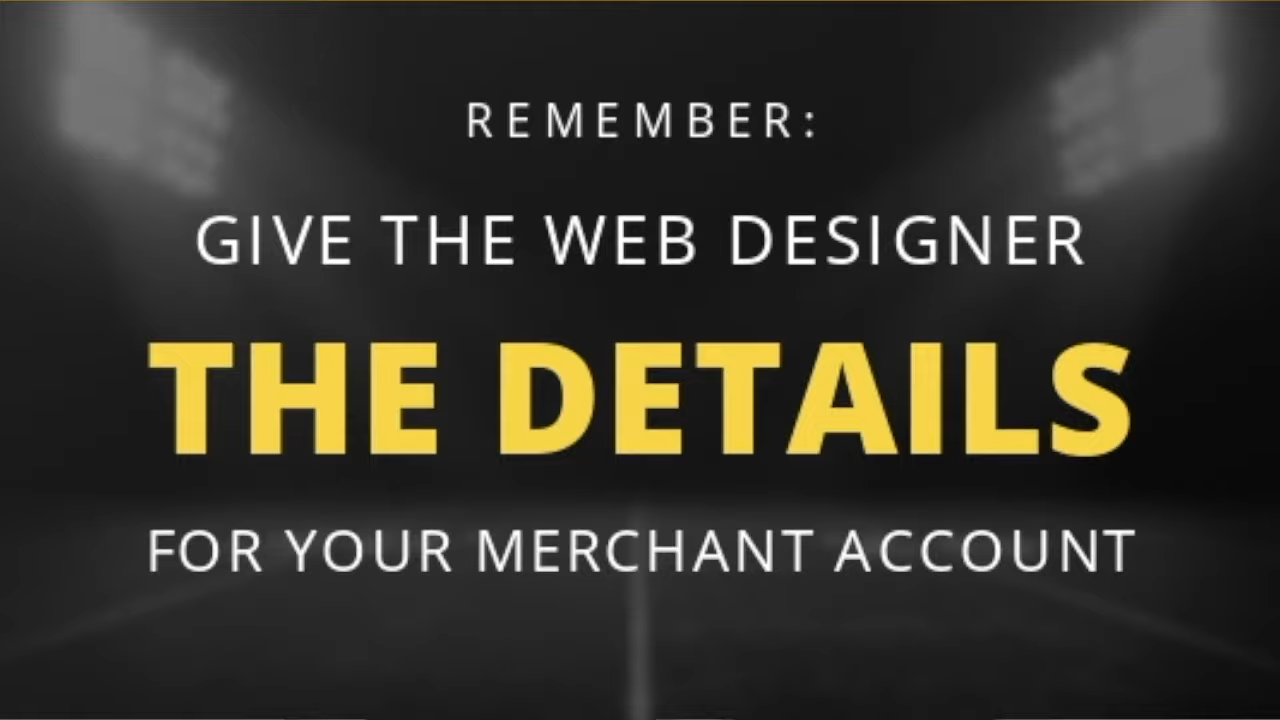 REMEMBER:
GIVE THE WEB DESIGNER
THE DETAILS
FOR YOUR MERCHANT ACCOUNT